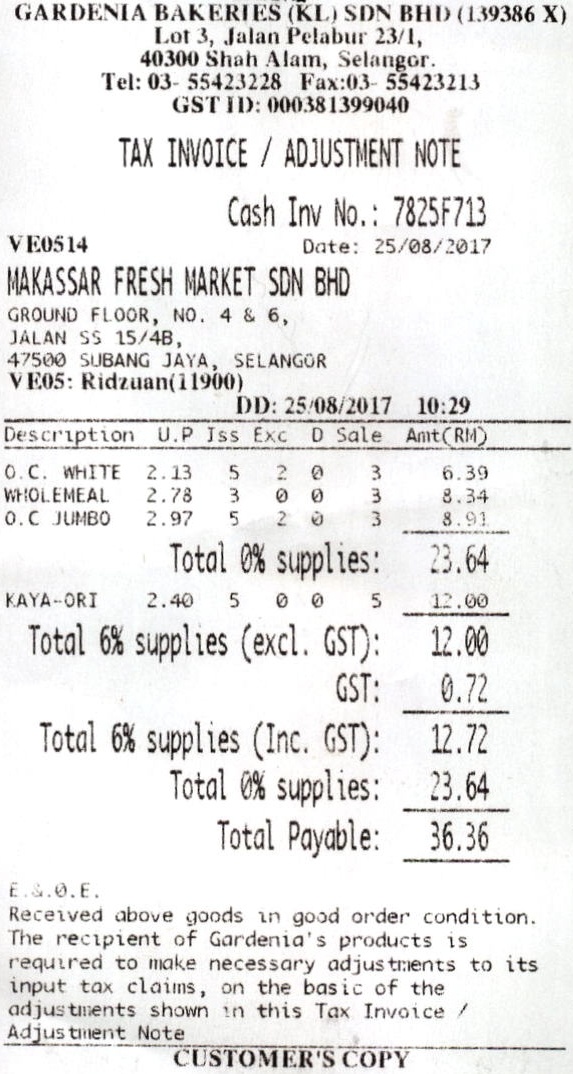 GARDENIA BAKERIES (KL) SDN BHD (139386 X)
Lot 3, Jalan Pelabur 23/1,
40300 Shah Alam, Selangor.
Tel: 03- 55423228 Fax:03- 55423213
GST ID: 000381399040
TAX INVOICE / ADJUSTMENT NOTE
Cash Inv No.: 7825F713
VE0514 Date: 25/08/2017
MAKASSAR FRESH MARKET SDN BHD
GROUND FLOOR, NO. 4 & 6,
JALAN SS 15/4B,
47500 SUBANG JAYA, SELANGOR
VE05: Ridzuan(11900)
DD: 25/08/2017 10:29
Description U.P Iss Exc D Sale Amt(RM)
O.C. WHITE 2.13 5 2 0 3 6.39
WHOLEMEAL 2.78 3 0 0 3 8.34
O.C JUMBO 2.97 5 2 0 3 8.91
Total 0% supplies: 23.64
KAYA-ORI 2.40 5 0 0 5 12.00
Total 6% supplies (excl. GST): 12.00
GST: 0.72
Total 6% supplies (Inc. GST): 12.72
Total 0% supplies: 23.64
Total Payable: 36.36
E.&.O.E.
Received above goods in good order condition.
The recipient of Gardenia's products is
required to make necessary adjustments to its
input tax claims, on the basic of the
adjustments shown in this Tax Invoice /
Adjustment Note
CUSTOMER'S COPY